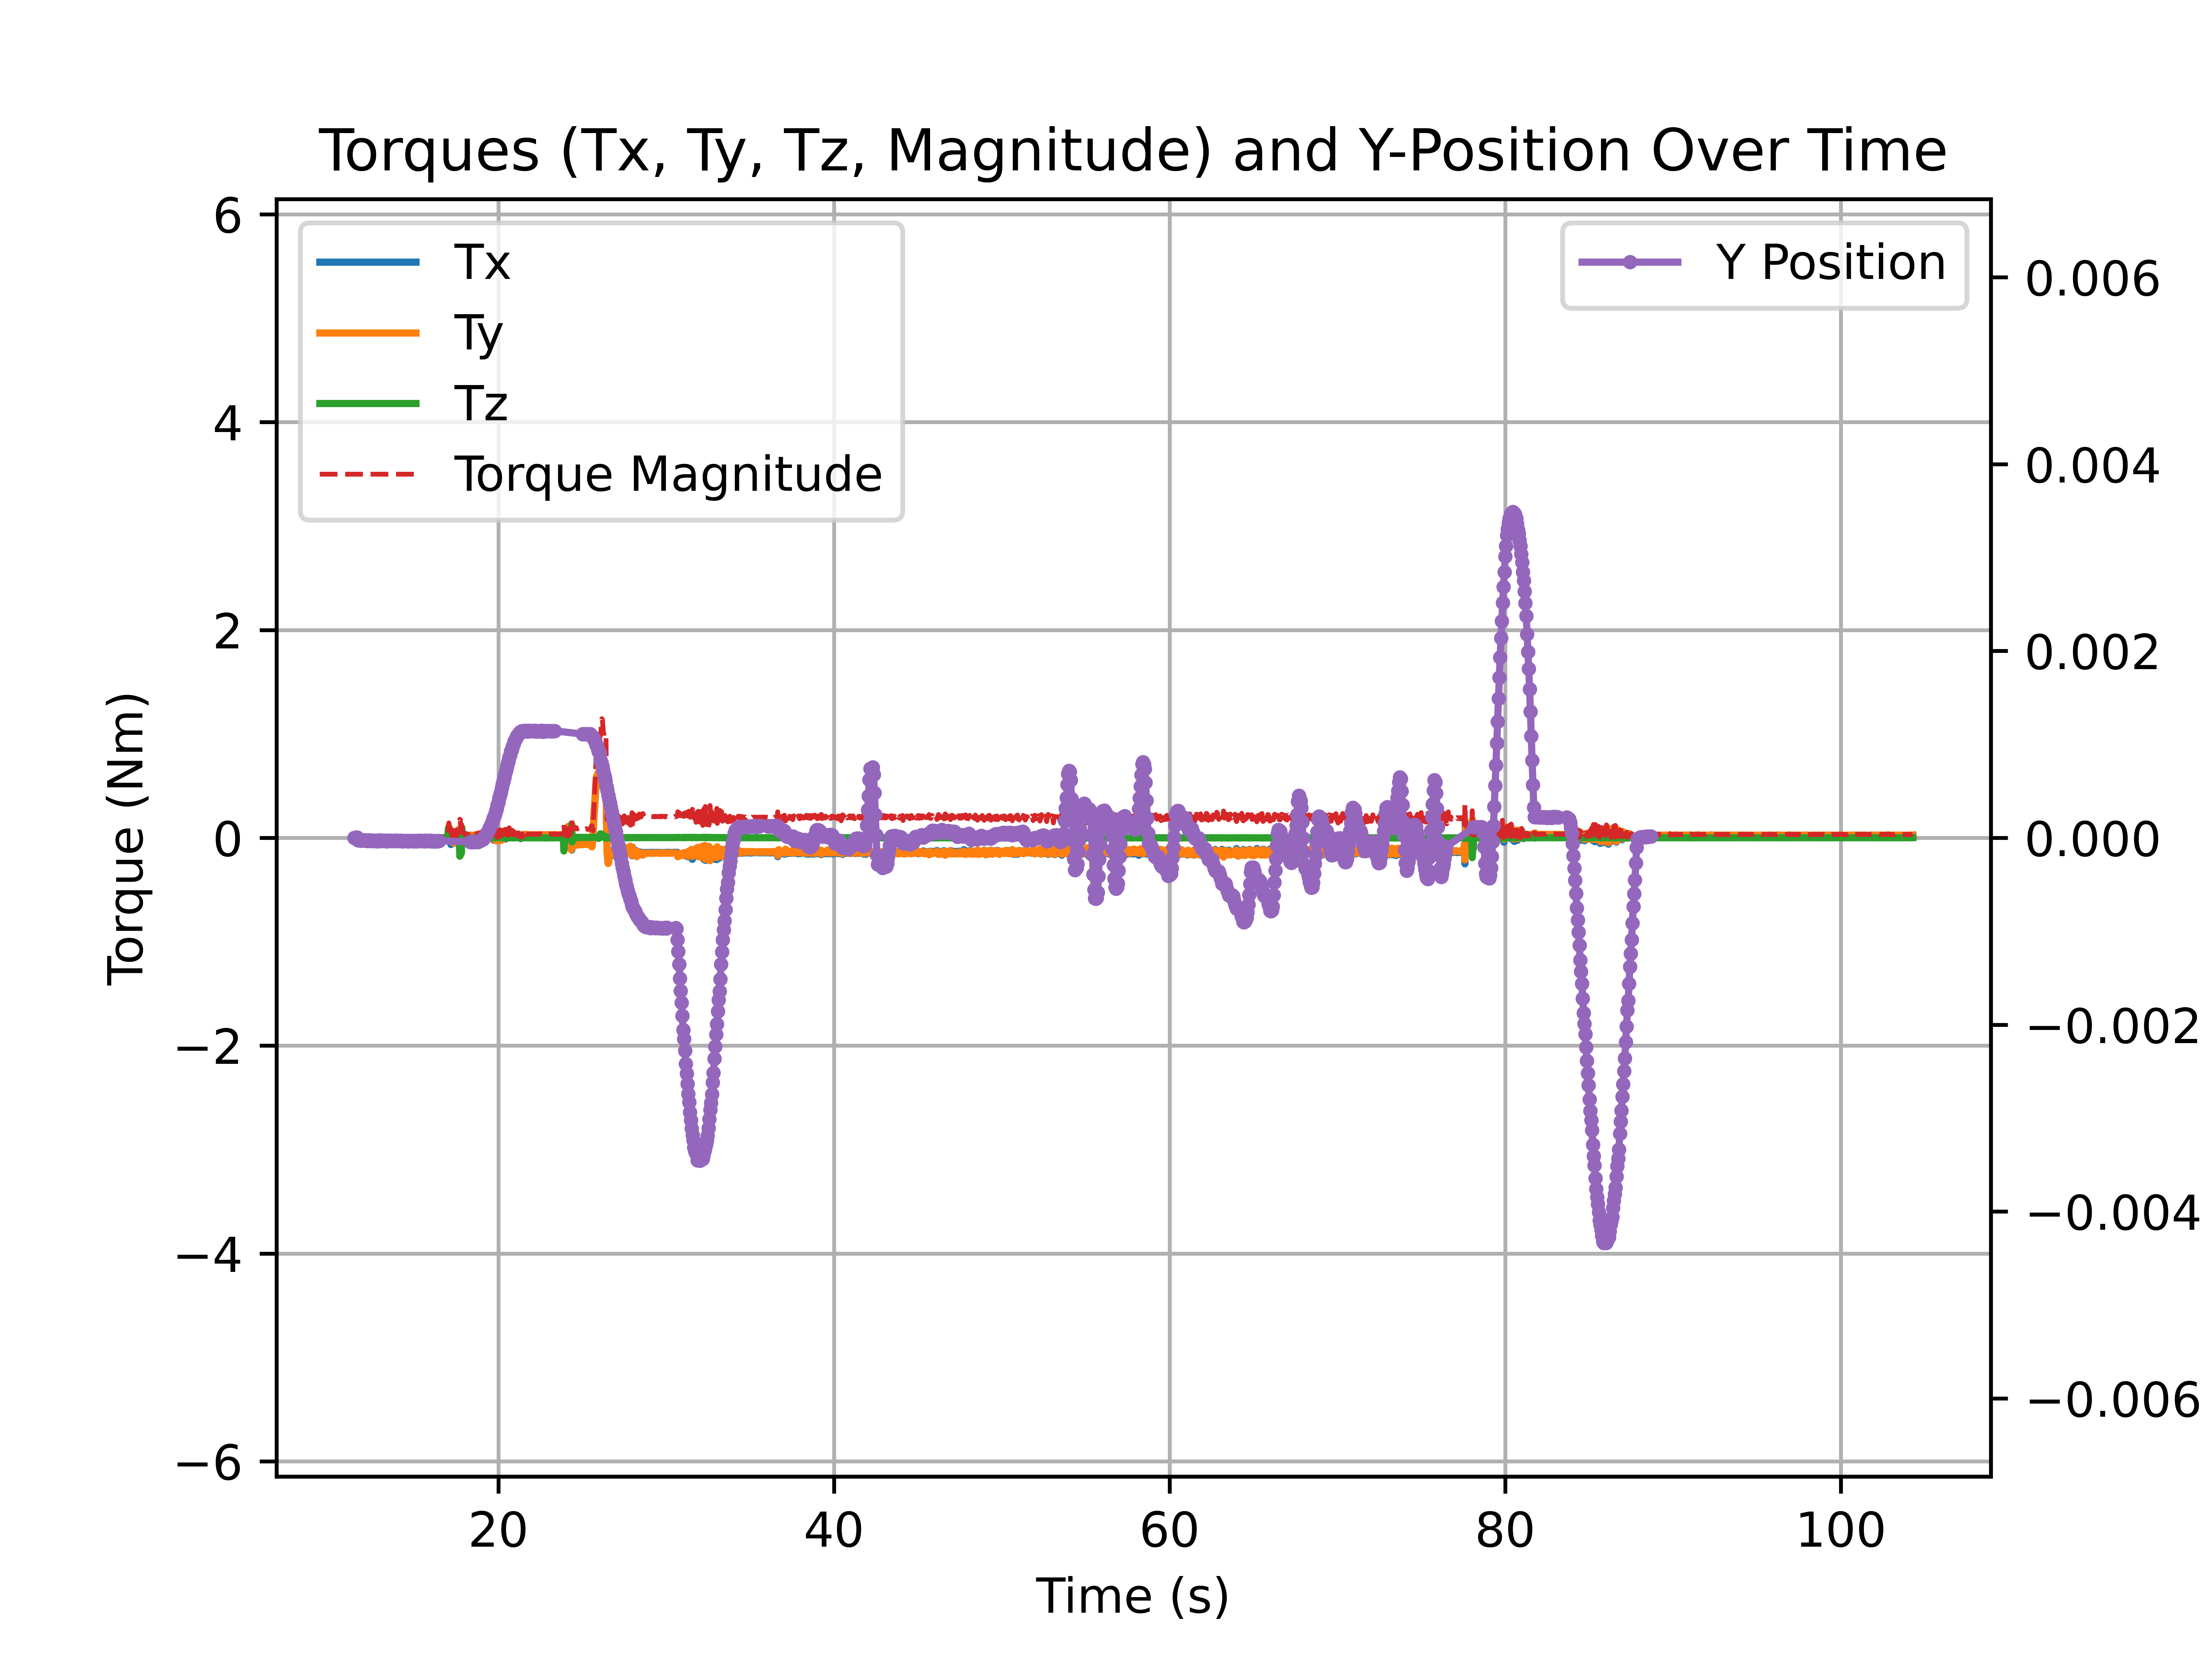 Torques (Tx, Ty, Tz, Magnitude) and Y-Position Over Time
Tx
Ty
Tz
Torque Magnitude
Y Position
6
4
2
0
−2
−4
−6
Torque (Nm)
0.006
0.004
0.002
0.000
−0.002
−0.004
−0.006
20 40 60 80 100
Time (s)